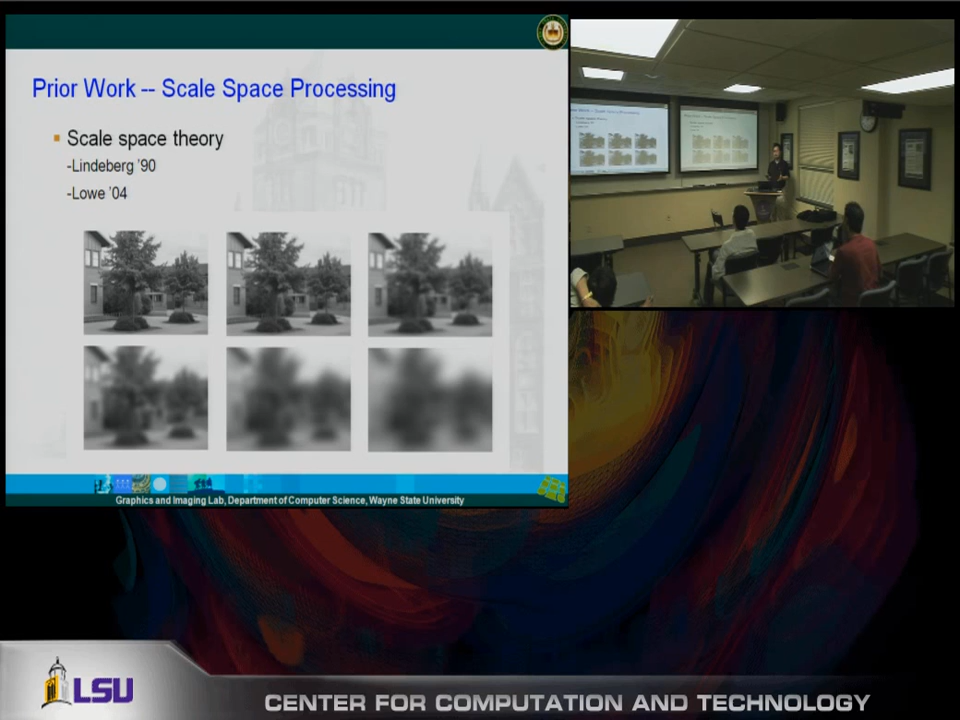 Prior Work -- Scale Space Processing
Scale space theory
-Lindeberg '90
-Lowe '04
Graphics and Imaging Lab, Department of Computer Science, Wayne State University
LSU
CENTER FOR COMPUTATION AND TECHNOLOGY